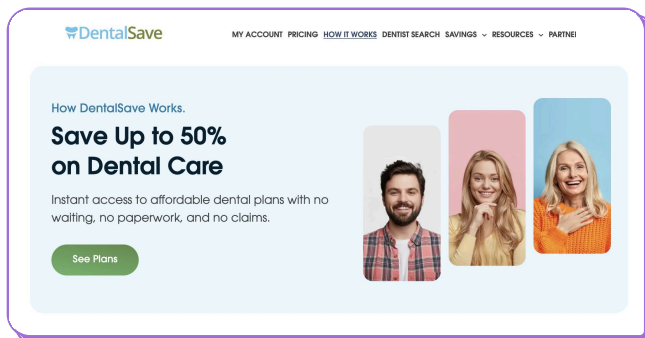 DentalSave
MY ACCOUNT PRICING HOW IT WORKS DENTIST SEARCH SAVINGS RESOURCES PARTNE
How DentalSave Works.
Save Up to 50%
on Dental Care
Instant access to affordable dental plans with no
waiting, no paperwork, and no claims.
See Plans